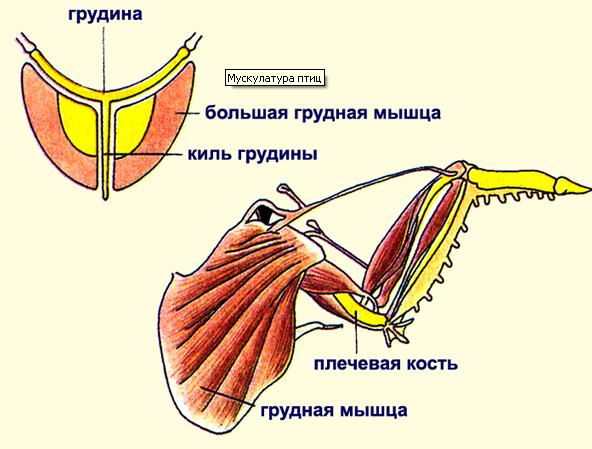 грудина
Мускулатура птиц
большая грудная мышца
киль грудины
плечевая кость
грудная мышца